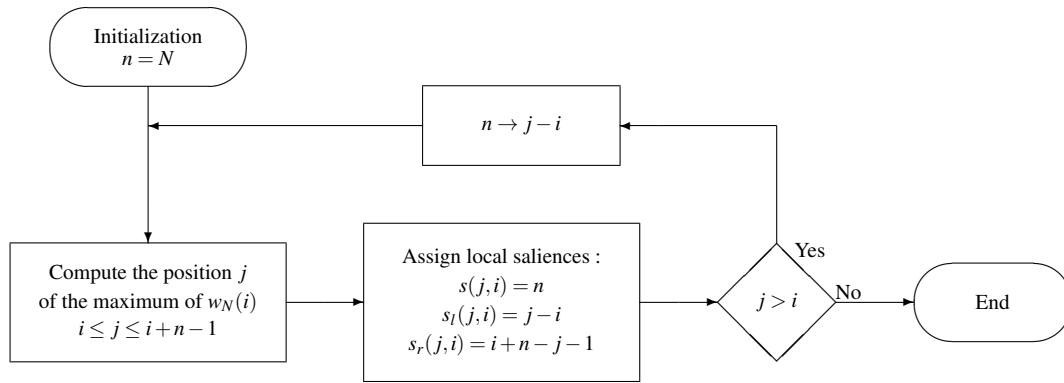 Initialization
n = N
n → j − i
Compute the position j
of the maximum of w_N(i)
i ≤ j ≤ i + n − 1
Assign local saliences :
s(j, i) = n
s_l(j, i) = j − i
s_r(j, i) = i + n − j − 1
j > i
Yes
No
End